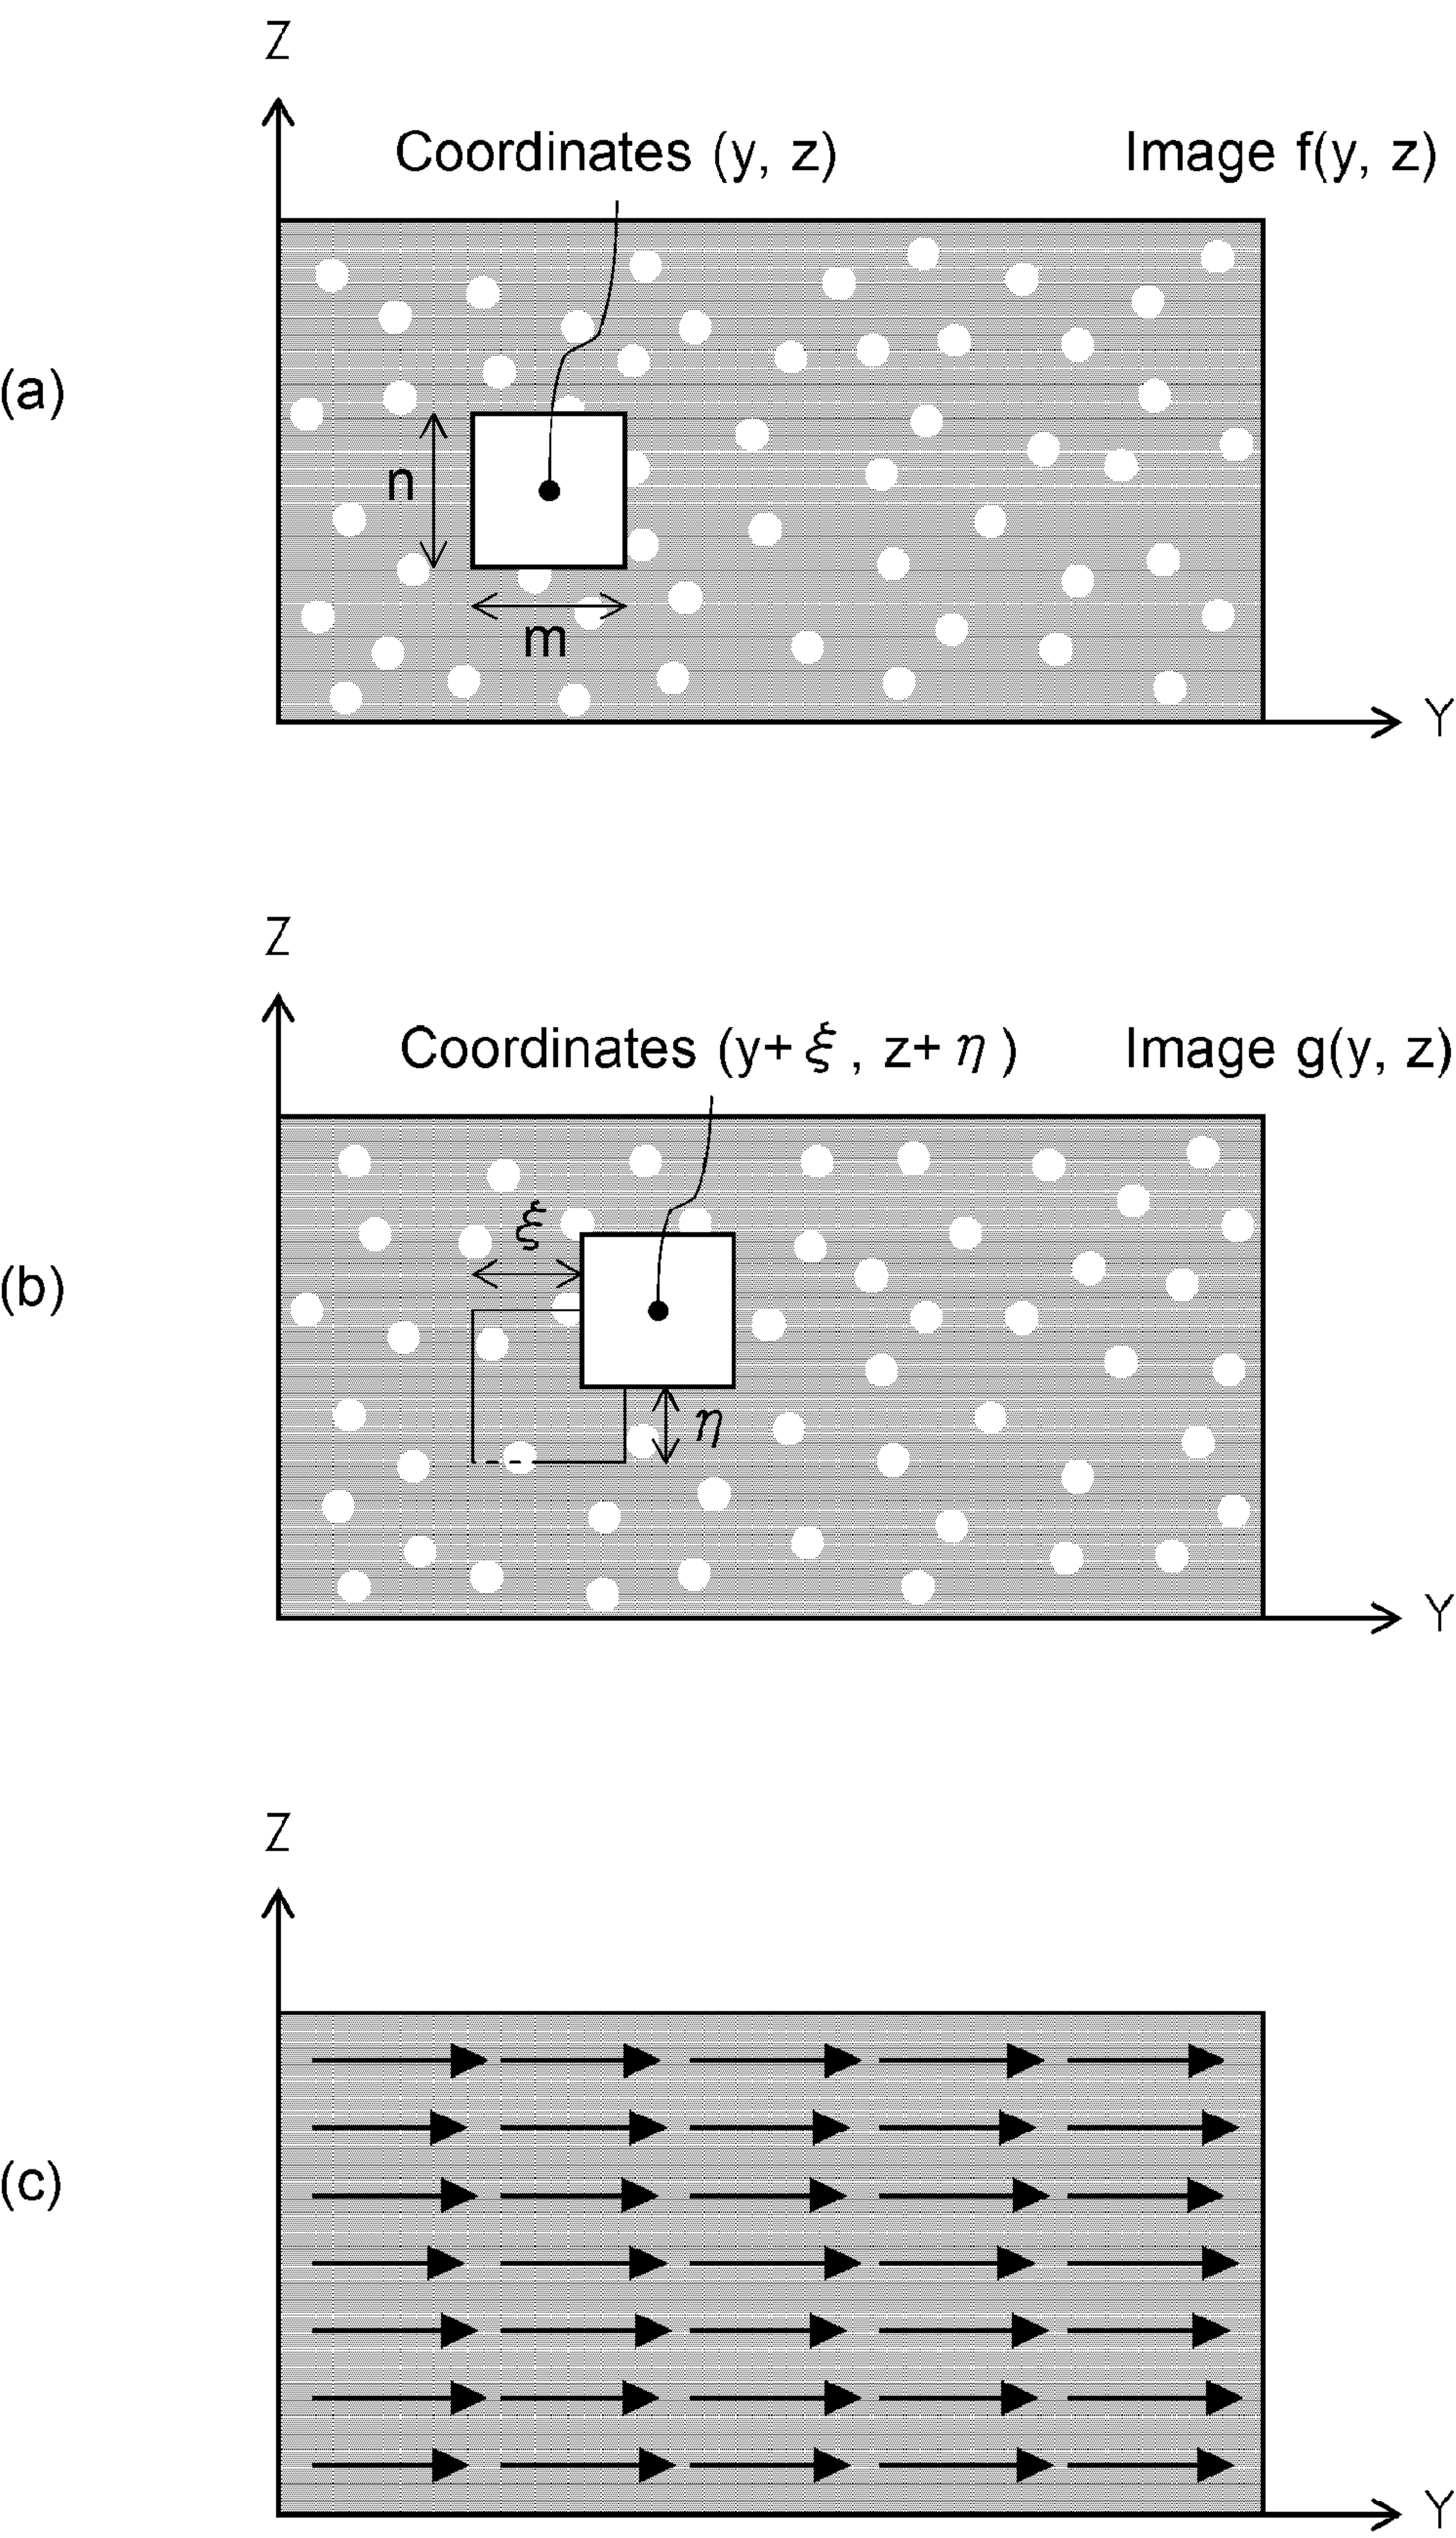 Z
Coordinates (y, z)
Image f(y, z)
(a)
n
m
Y
Z
Coordinates (y+ ξ, z+ η)
Image g(y, z)
ξ
(b)
η
Y
Z
(c)
Y